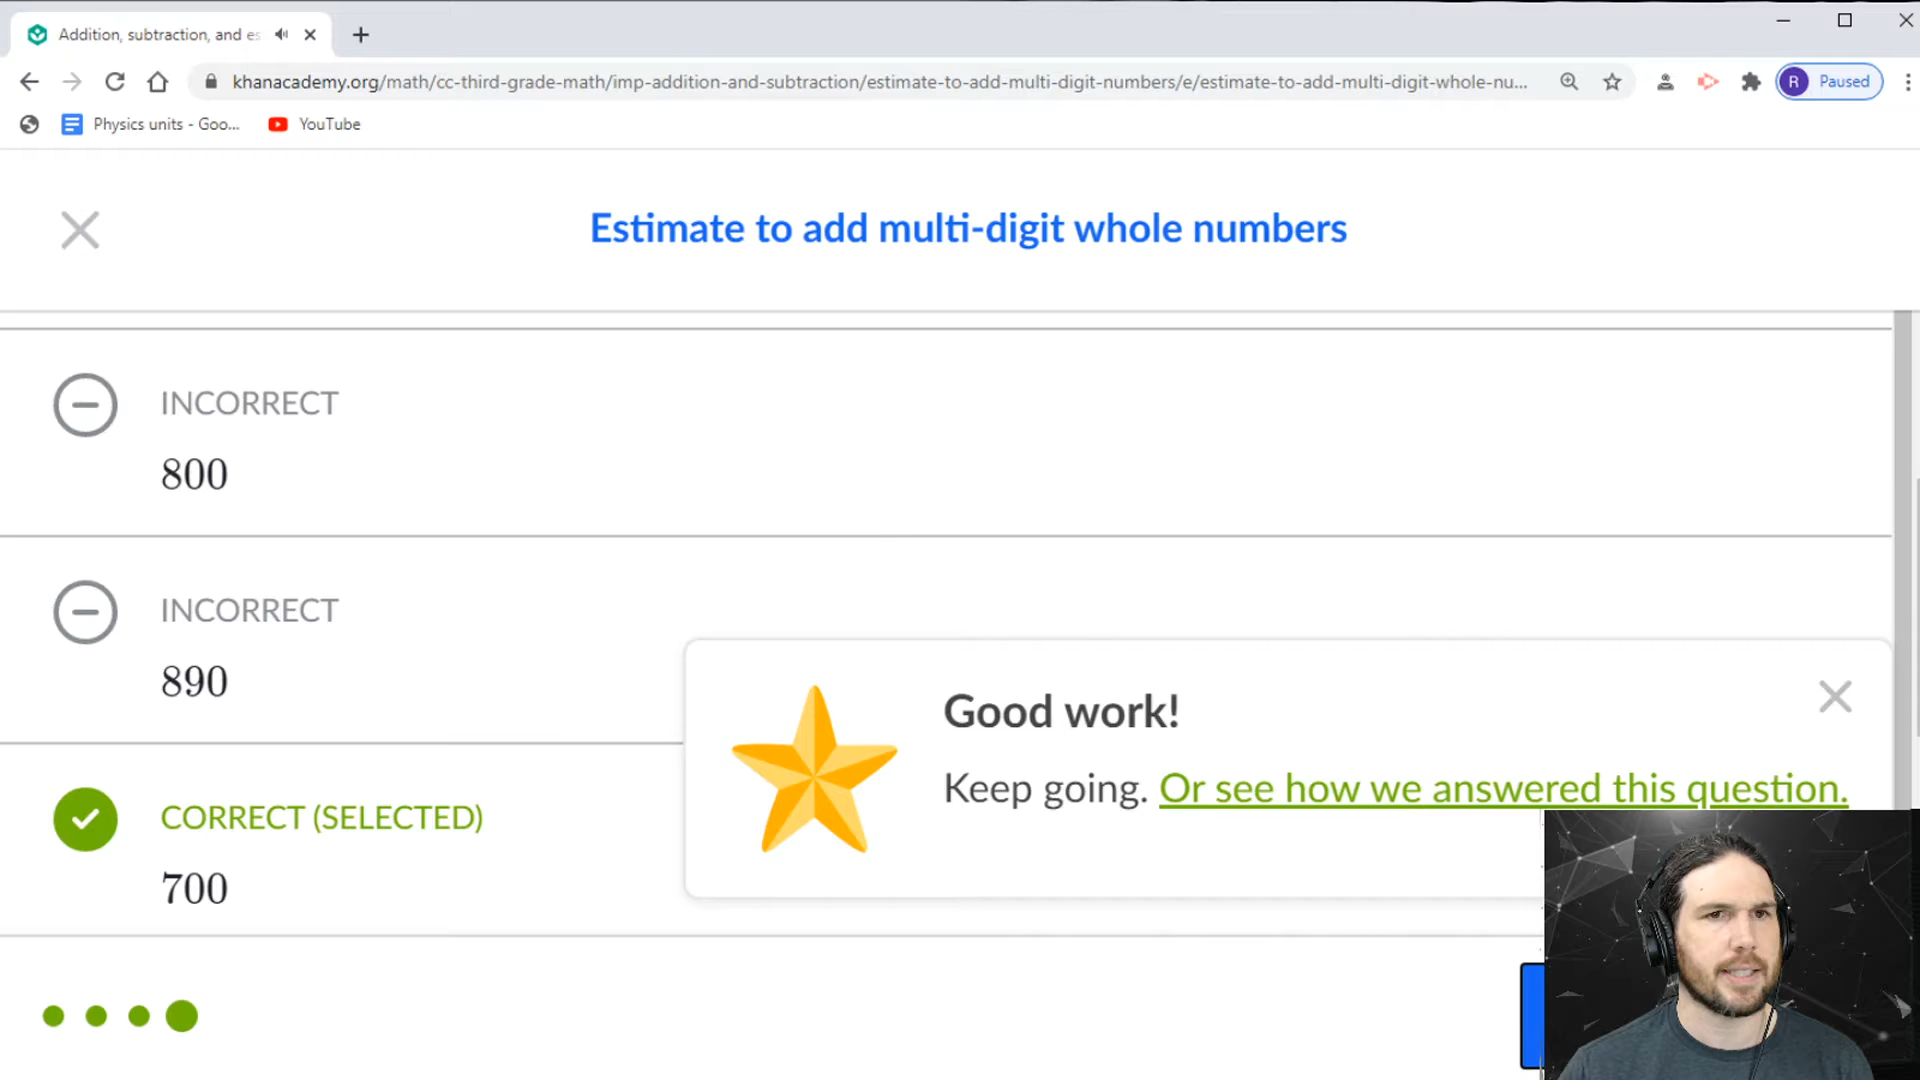 Addition, subtraction, and es
khanacademy.org/math/cc-third-grade-math/imp-addition-and-subtraction/estimate-to-add-multi-digit-numbers/e/estimate-to-add-multi-digit-whole-nu...
R Paused
Physics units - Goo...
YouTube
Estimate to add multi-digit whole numbers
INCORRECT
800
INCORRECT
890
Good work!
Keep going. Or see how we answered this question.
CORRECT (SELECTED)
700